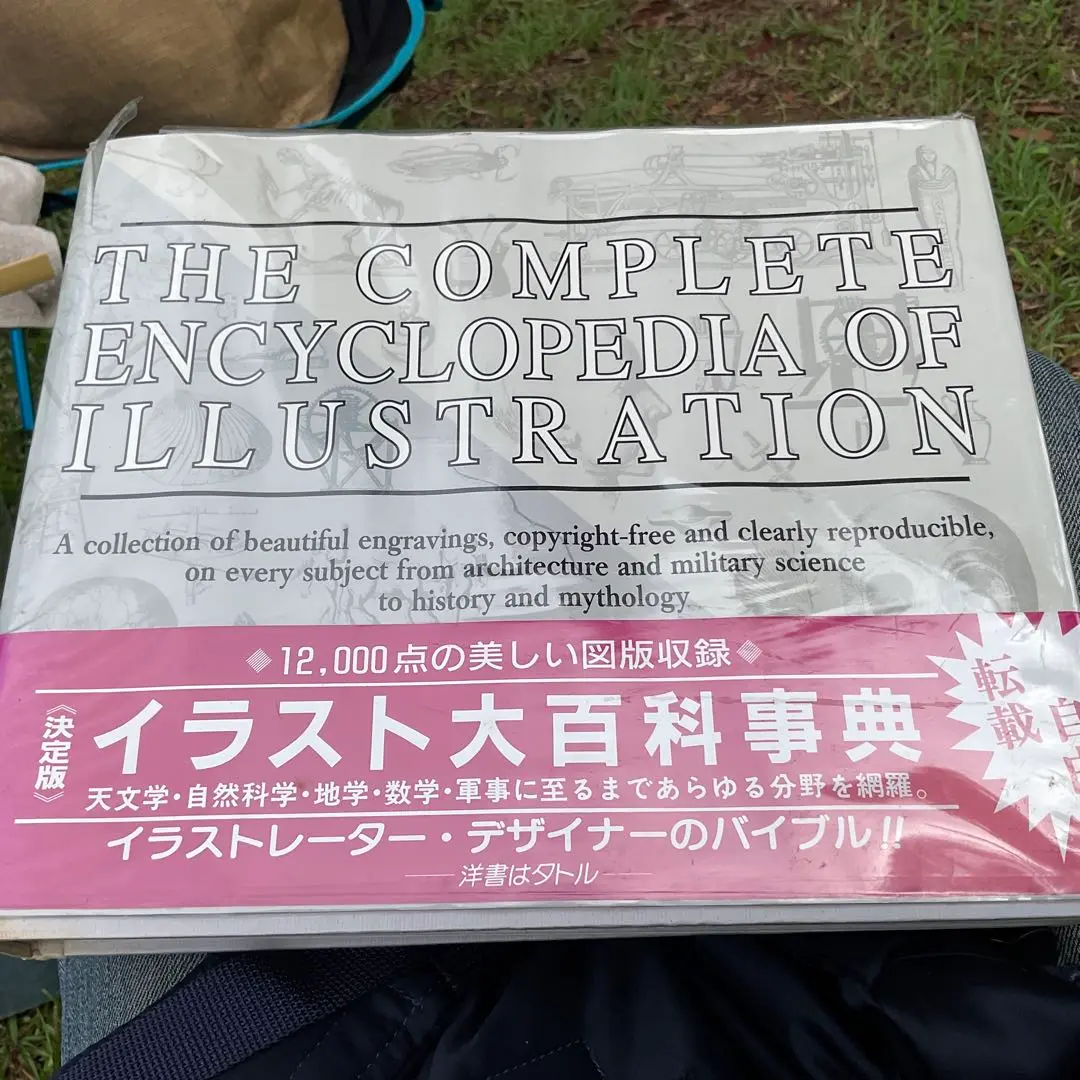 THE COMPLETE
ENCYCLOPEDIA OF
ILLUSTRATION
A collection of beautiful engravings, copyright-free and clearly reproducible,
on every subject from architecture and military science
to history and mythology
12,000点の美しい図版収録
《決定版》
イラスト大百科事典
天文学・自然科学・地学・数学・軍事に至るまであらゆる分野を網羅。
イラストレーター・デザイナーのバイブル!!
洋書はタトル
転載